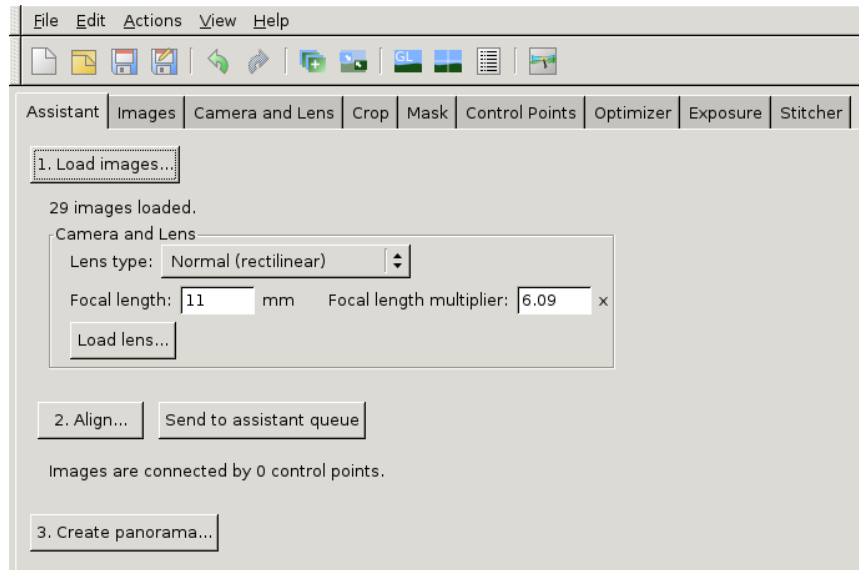 File Edit Actions View Help
GL
Assistant Images Camera and Lens Crop Mask Control Points Optimizer Exposure Stitcher
1. Load images...
29 images loaded.
Camera and Lens
Lens type: Normal (rectilinear)
Focal length: 11 mm Focal length multiplier: 6.09 x
Load lens...
2. Align... Send to assistant queue
Images are connected by 0 control points.
3. Create panorama...